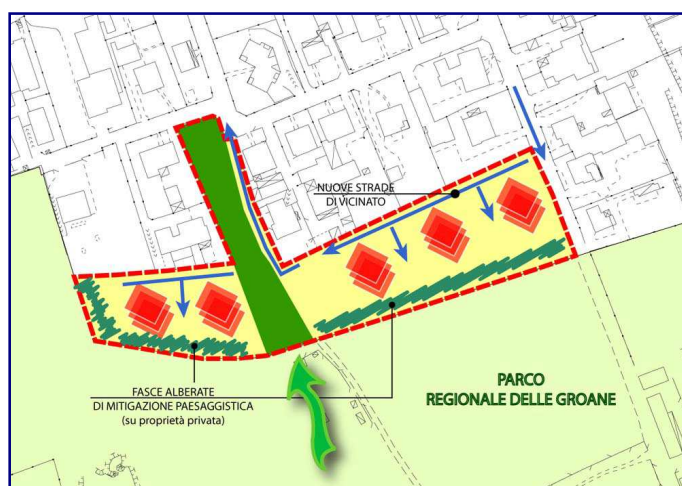 NUOVE STRADE
DI VICINATO
FASCE ALBERATE
DI MITIGAZIONE PAESAGGISTICA
(su proprietà privata)
PARCO
REGIONALE DELLE GROANE